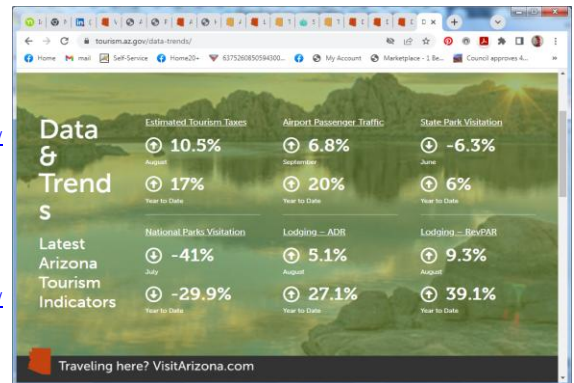 tourism.az.gov/data-trends/
Home M mail Self-Service Home20+ 6375260850594300... My Account Marketplace - 1 Be... Council approves 4...
Data
&
Trend
s
Latest
Arizona
Tourism
Indicators
Estimated Tourism Taxes
10.5%
August
17%
Year to Date
Airport Passenger Traffic
6.8%
September
20%
Year to Date
State Park Visitation
-6.3%
June
6%
Year to Date
National Parks Visitation
-41%
July
-29.9%
Year to Date
Lodging – ADR
5.1%
August
27.1%
Year to Date
Lodging – RevPAR
9.3%
August
39.1%
Year to Date
Traveling here? VisitArizona.com